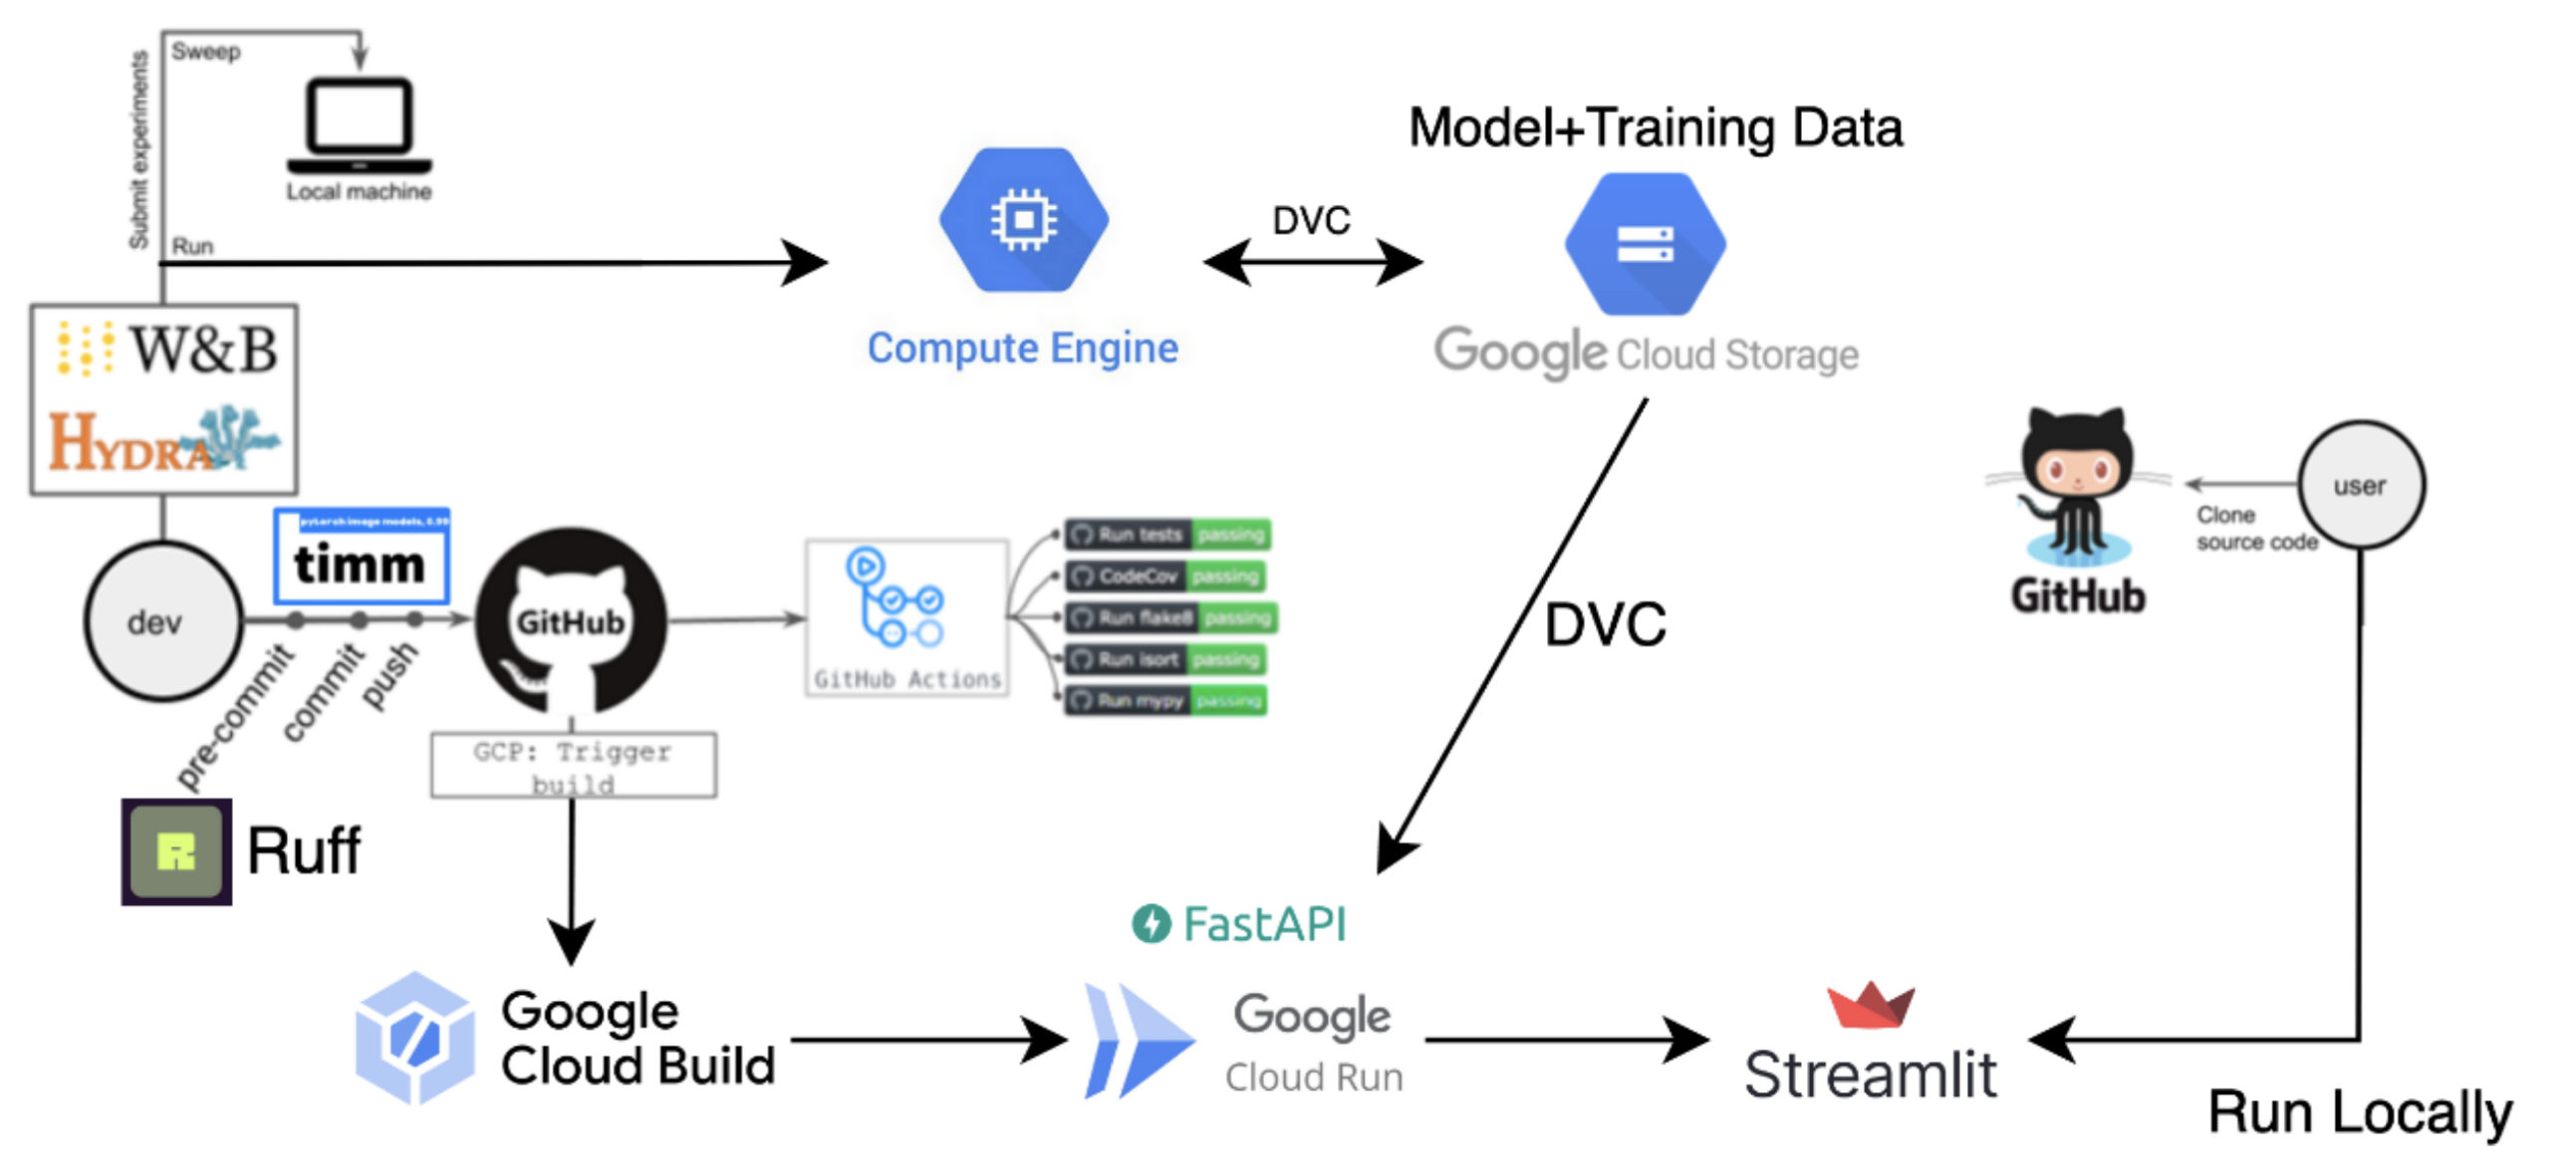 Sweep
Submit experiments
Local machine
Run
Model+Training Data
DVC
Compute Engine
Google Cloud Storage
W&B
HYDRA
pytorch image models, 0.99
timm
dev
pre-commit
commit
push
GitHub
GitHub Actions
Run tests passing
CodeCov passing
Run flake8 passing
Run isort passing
Run mypy passing
GCP: Trigger
build
R
Ruff
DVC
user
Clone
source code
GitHub
FastAPI
Google
Cloud Build
Google
Cloud Run
Streamlit
Run Locally